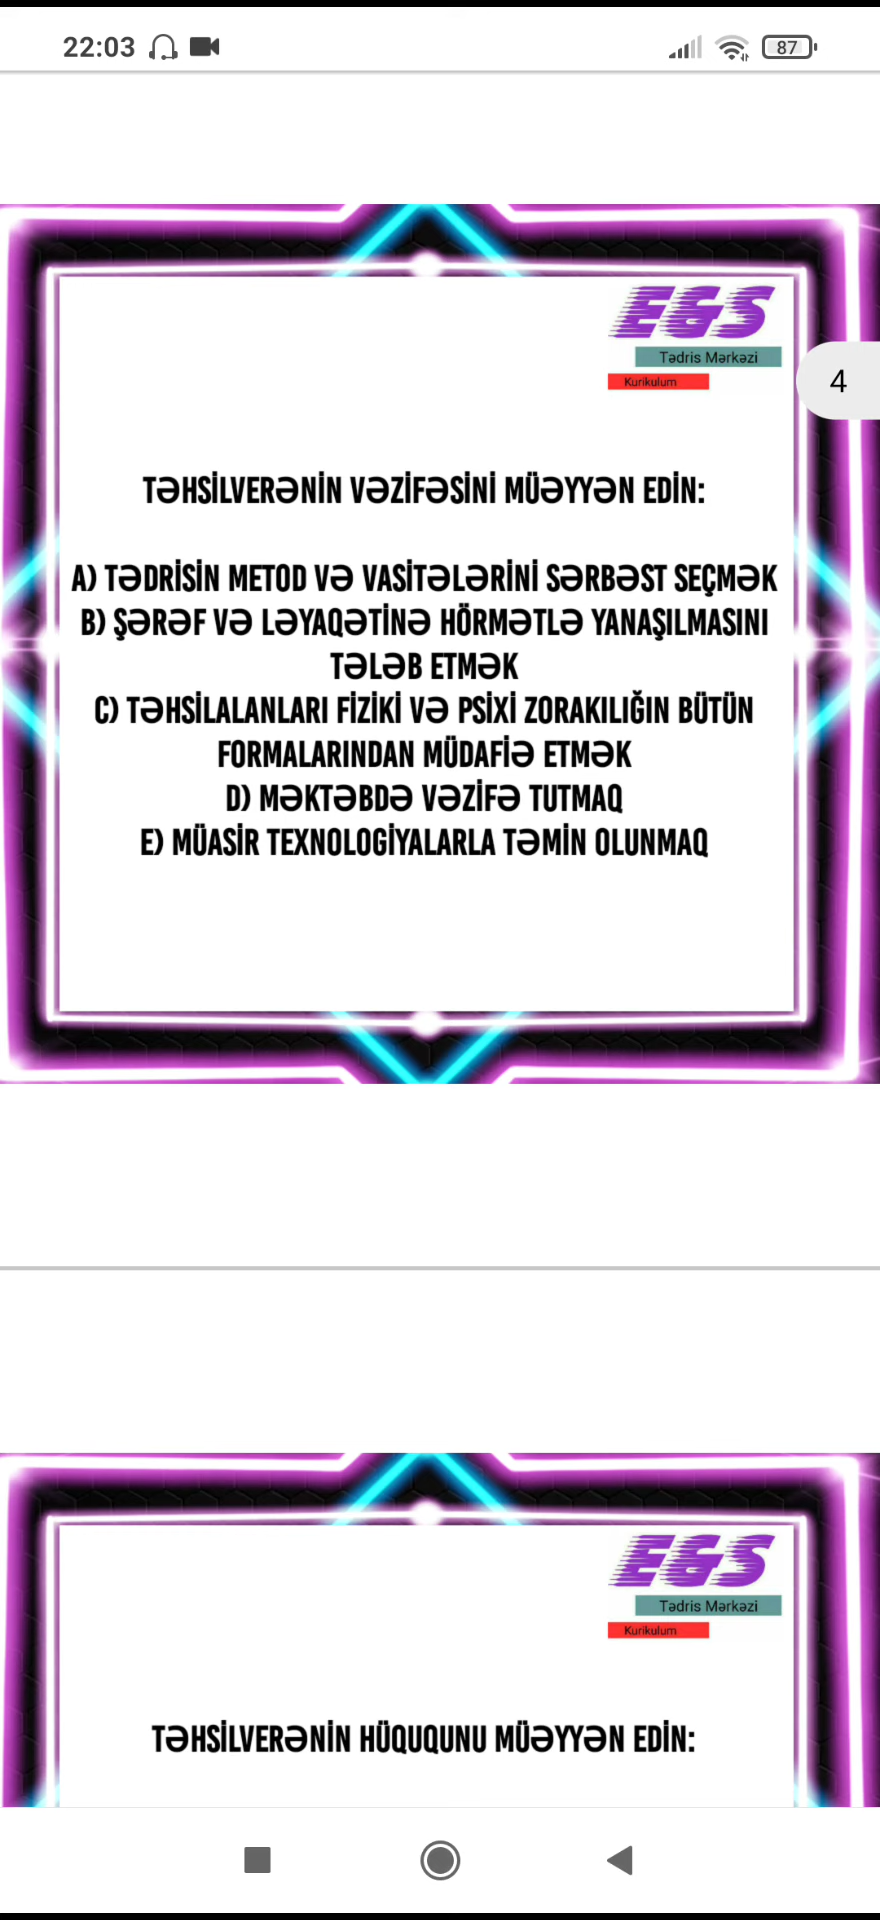 22:03
87
E&S
Tədris Mərkəzi
Kurikulum
4
TƏHSİLVERƏNİN VƏZİFƏSİNİ MÜƏYYƏN EDİN:
A) TƏDRİSİN METOD VƏ VASİTƏLƏRİNİ SƏRBƏST SEÇMƏK
B) ŞƏRƏF VƏ LƏYAQƏTİNƏ HÖRMƏTLƏ YANAŞILMASINI
TƏLƏB ETMƏK
C) TƏHSİLALANLARI FİZİKİ VƏ PSİXİ ZORAKILIĞIN BÜTÜN
FORMALARINDAN MÜDAFİƏ ETMƏK
D) MƏKTƏBDƏ VƏZİFƏ TUTMAQ
E) MÜASİR TEXNOLOGİYALARLA TƏMİN OLUNMAQ
E&S
Tədris Mərkəzi
Kurikulum
TƏHSİLVERƏNİN HÜQUQUNU MÜƏYYƏN EDİN: